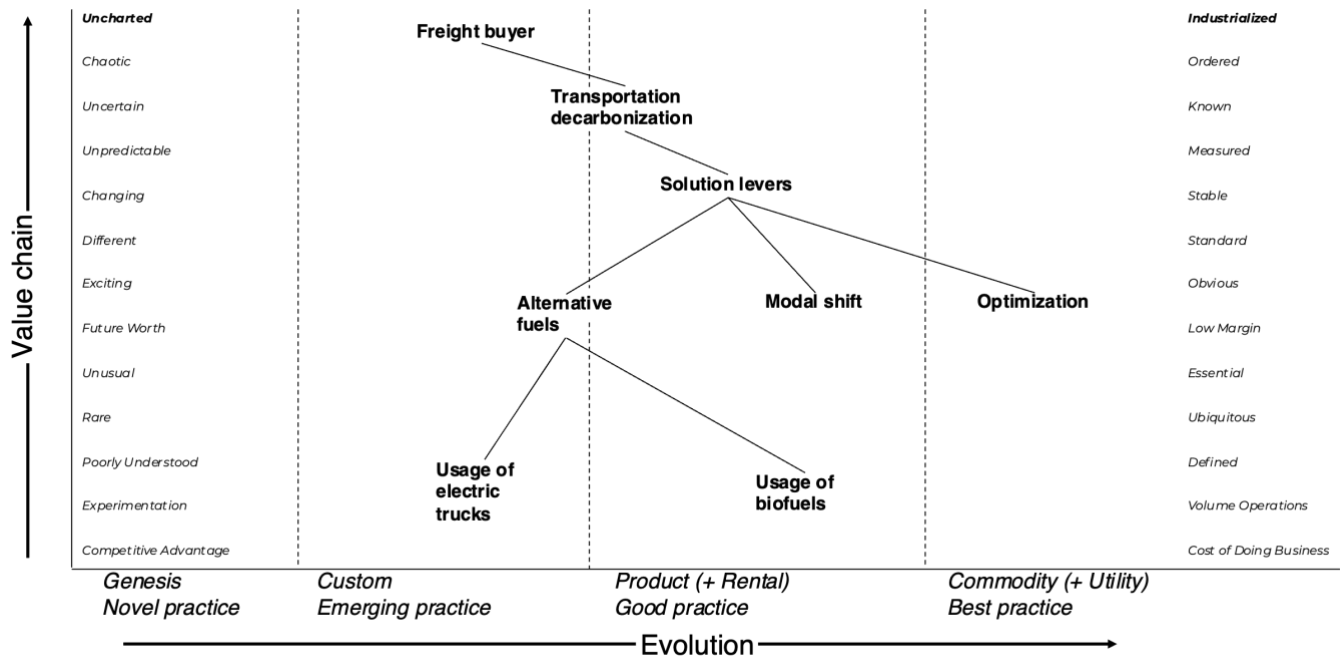 Uncharted
Industrialized
Freight buyer
Chaotic
Ordered
Uncertain
Transportation
decarbonization
Known
Unpredictable
Measured
Solution levers
Changing
Stable
Different
Standard
Exciting
Obvious
Alternative
fuels
Modal shift
Optimization
Future Worth
Low Margin
Unusual
Essential
Rare
Ubiquitous
Poorly Understood
Defined
Usage of
electric
trucks
Usage of
biofuels
Experimentation
Volume Operations
Competitive Advantage
Cost of Doing Business
Value chain
Genesis
Novel practice
Custom
Emerging practice
Product (+ Rental)
Good practice
Commodity (+ Utility)
Best practice
Evolution